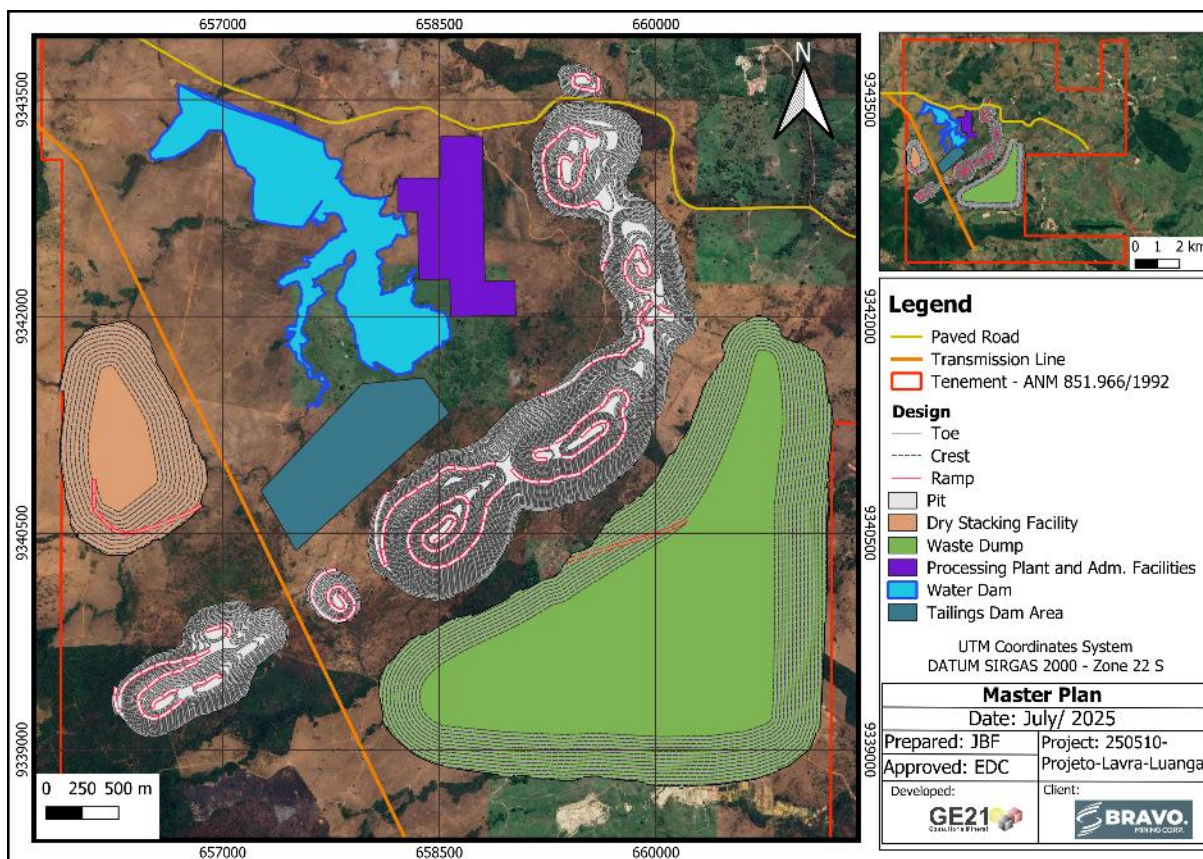 657000 658500 660000
N
9343500
9343500
9342000
9342000
9340500
9340500
9339000
9339000
0 250 500 m
657000 658500 660000
0 1 2 km
Legend
Paved Road
Transmission Line
Tenement - ANM 851.966/1992
Design
Toe
Crest
Ramp
Pit
Dry Stacking Facility
Waste Dump
Processing Plant and Adm. Facilities
Water Dam
Tailings Dam Area
UTM Coordinates System
DATUM SIRGAS 2000 - Zone 22 S
Master Plan
Date: July/ 2025
Prepared: JBF
Project: 250510-
Projeto-Lavra-Luanga
Approved: EDC
Developed:
GE21
Consultoria Mineral
Client:
BRAVO.
MINING CORP.